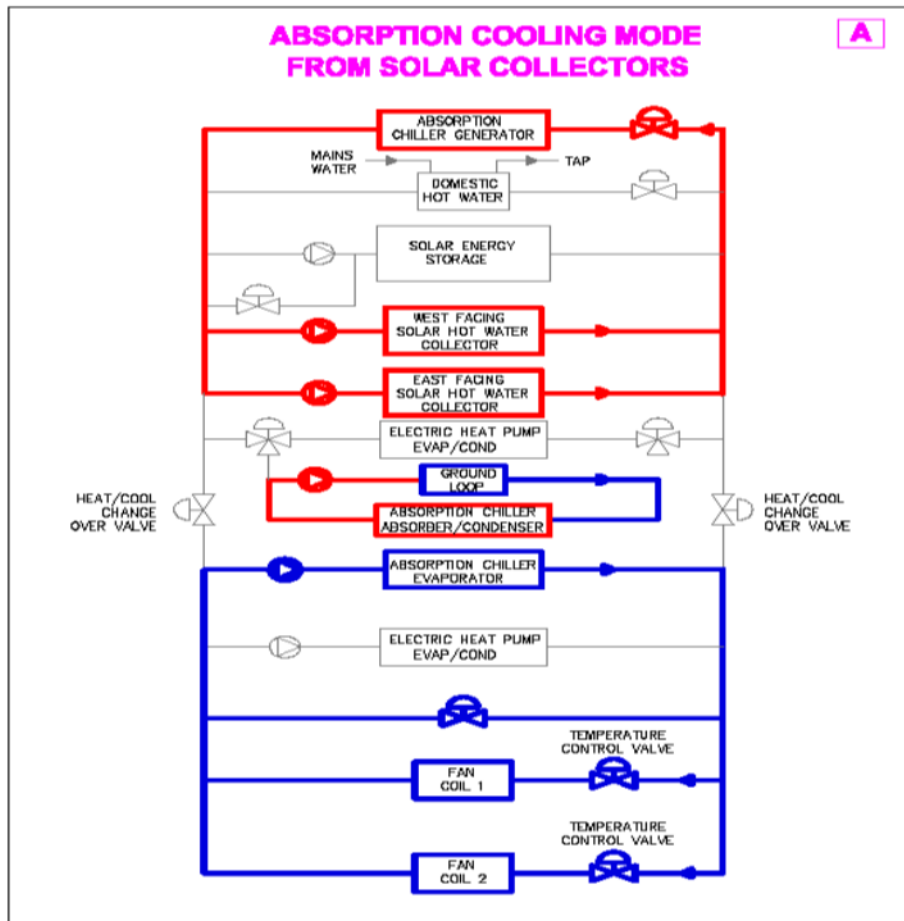 ABSORPTION COOLING MODE
FROM SOLAR COLLECTORS
A
ABSORPTION
CHILLER GENERATOR
MAINS
WATER
TAP
DOMESTIC
HOT WATER
SOLAR ENERGY
STORAGE
WEST FACING
SOLAR HOT WATER
COLLECTOR
EAST FACING
SOLAR HOT WATER
COLLECTOR
ELECTRIC HEAT PUMP
EVAP/COND
GROUND
LOOP
HEAT/COOL
CHANGE
OVER VALVE
HEAT/COOL
CHANGE
OVER VALVE
ABSORPTION CHILLER
ABSORBER/CONDENSER
ABSORPTION CHILLER
EVAPORATOR
ELECTRIC HEAT PUMP
EVAP/COND
TEMPERATURE
CONTROL VALVE
FAN
COIL 1
TEMPERATURE
CONTROL VALVE
FAN
COIL 2